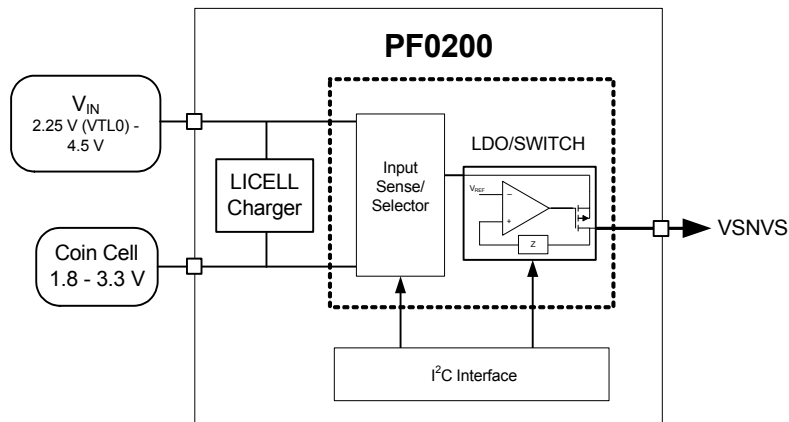 PF0200
VIN
2.25 V (VTL0) -
4.5 V
LICELL
Charger
Coin Cell
1.8 - 3.3 V
Input
Sense/
Selector
LDO/SWITCH
VREF
−
+
Z
VSNVS
I²C Interface